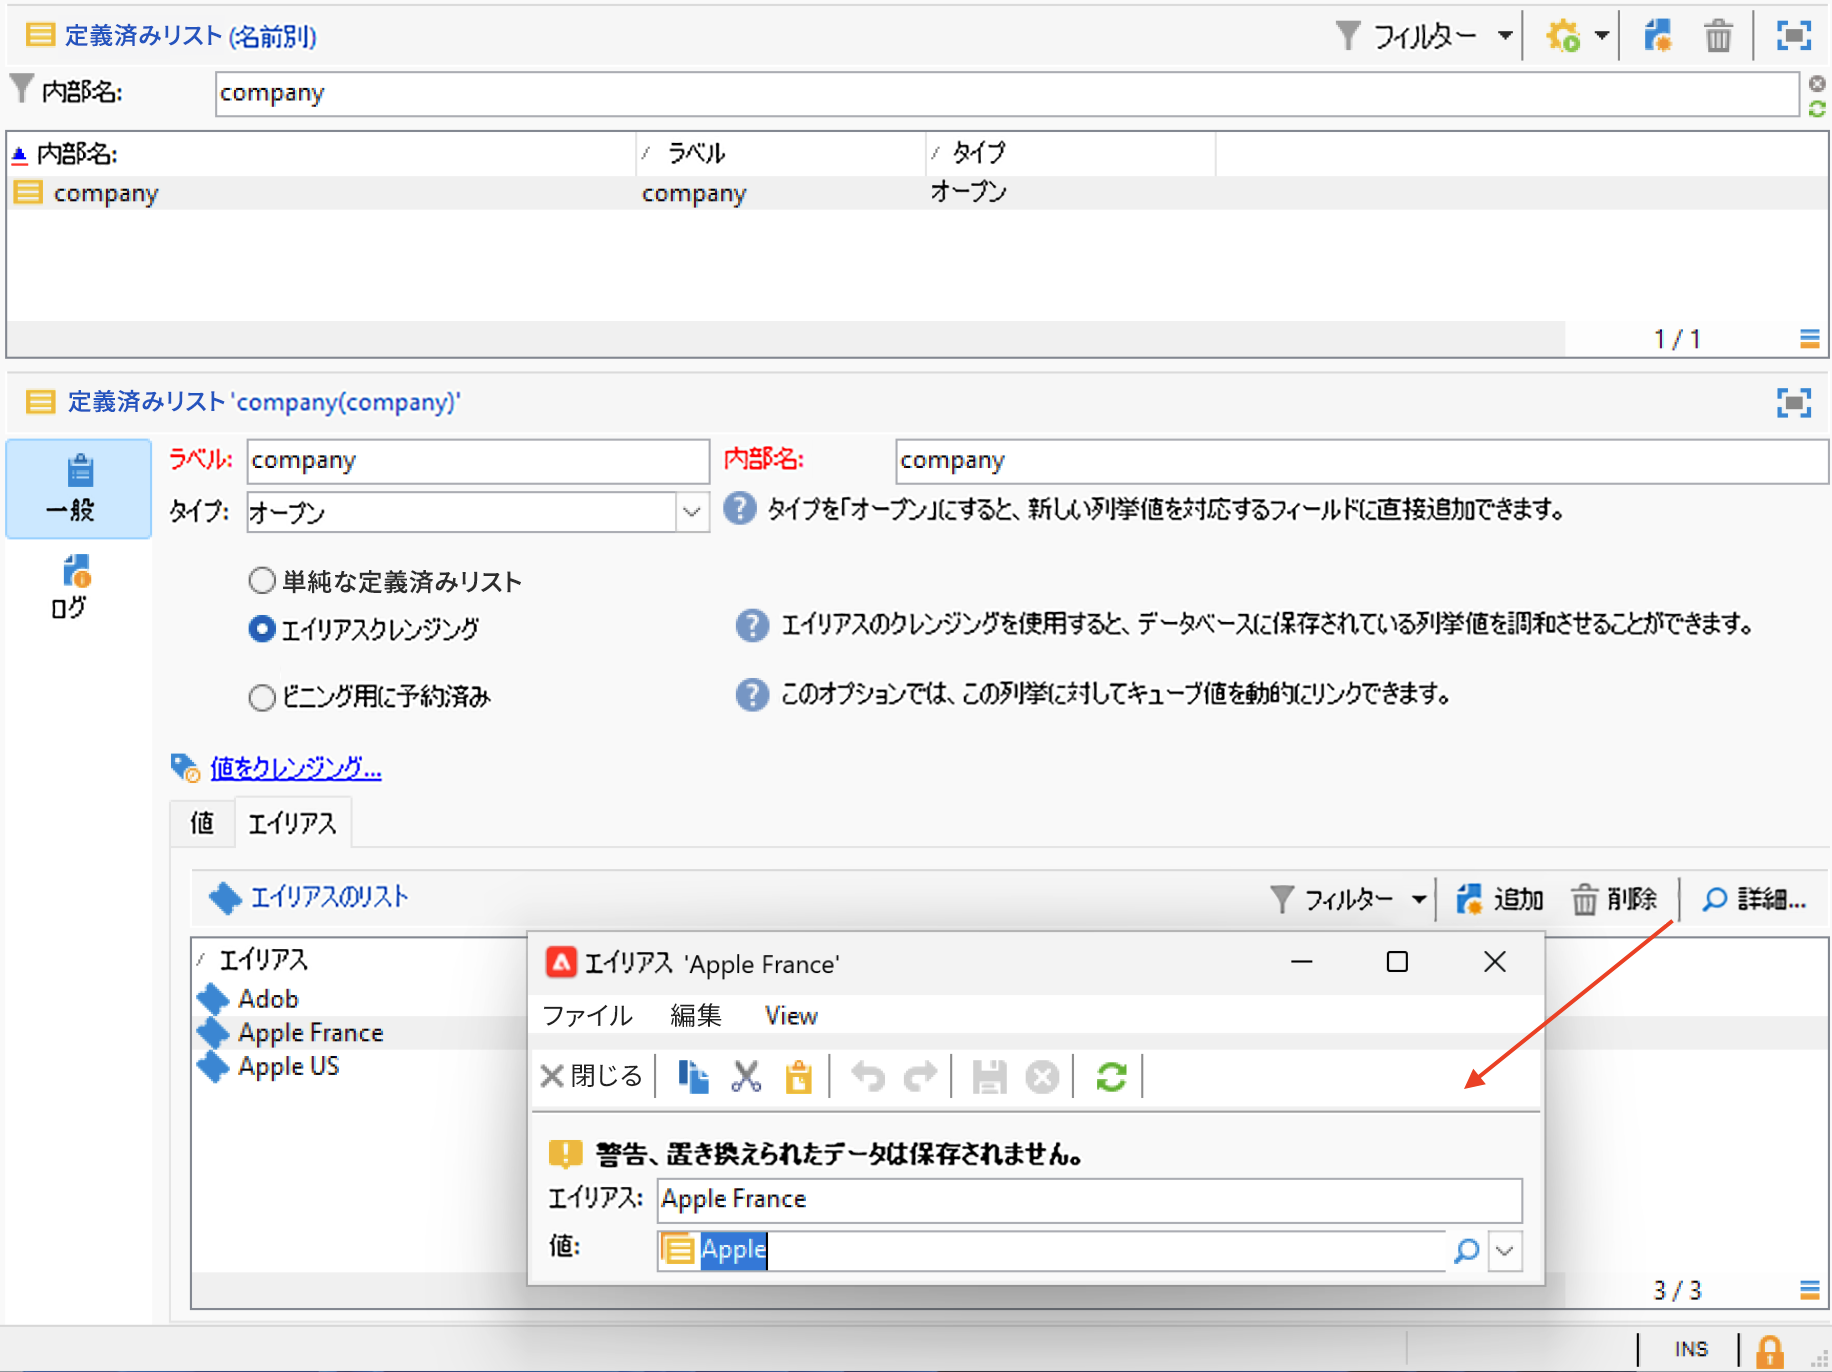 定義済みリスト (名前別)
フィルター
内部名:
company
内部名:
ラベル
タイプ
company
company
オープン
1 / 1
定義済みリスト 'company(company)'
一般
ログ
ラベル:
company
内部名:
company
タイプ:
オープン
タイプを「オープン」にすると、新しい列挙値を対応するフィールドに直接追加できます。
単純な定義済みリスト
エイリアスクレンジング
エイリアスのクレンジングを使用すると、データベースに保存されている列挙値を調和させることができます。
ビニング用に予約済み
このオプションでは、この列挙に対してキューブ値を動的にリンクできます。
値をクレンジング...
値
エイリアス
エイリアスのリスト
フィルター
追加
削除
詳細...
エイリアス
Adob
Apple France
Apple US
エイリアス 'Apple France'
ファイル
編集
View
閉じる
警告、置き換えられたデータは保存されません。
エイリアス:
Apple France
値:
Apple
3 / 3
INS